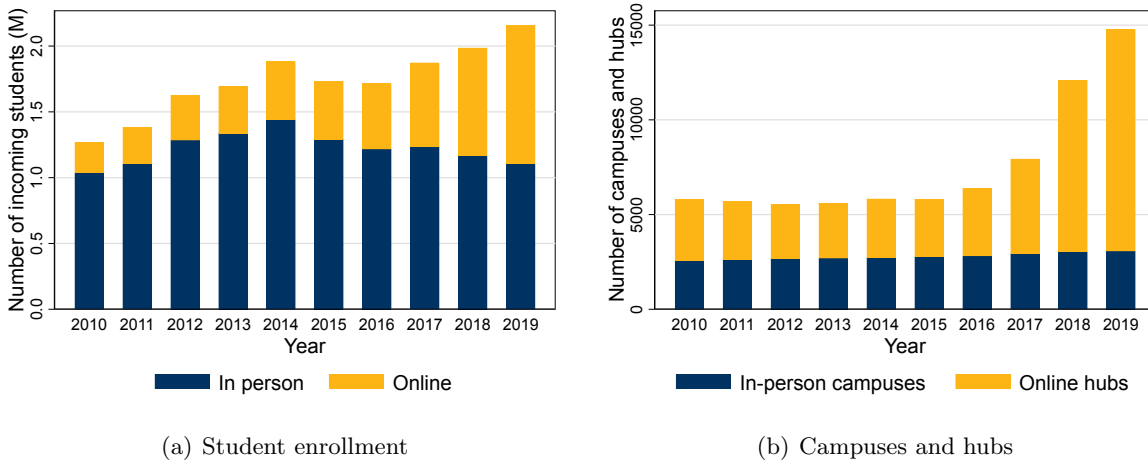 Number of incoming students (M)
2.0
1.5
1.0
0.5
0.0
2010 2011 2012 2013 2014 2015 2016 2017 2018 2019
Year
In person Online
(a) Student enrollment
Number of campuses and hubs
15000
10000
5000
0
2010 2011 2012 2013 2014 2015 2016 2017 2018 2019
Year
In-person campuses Online hubs
(b) Campuses and hubs